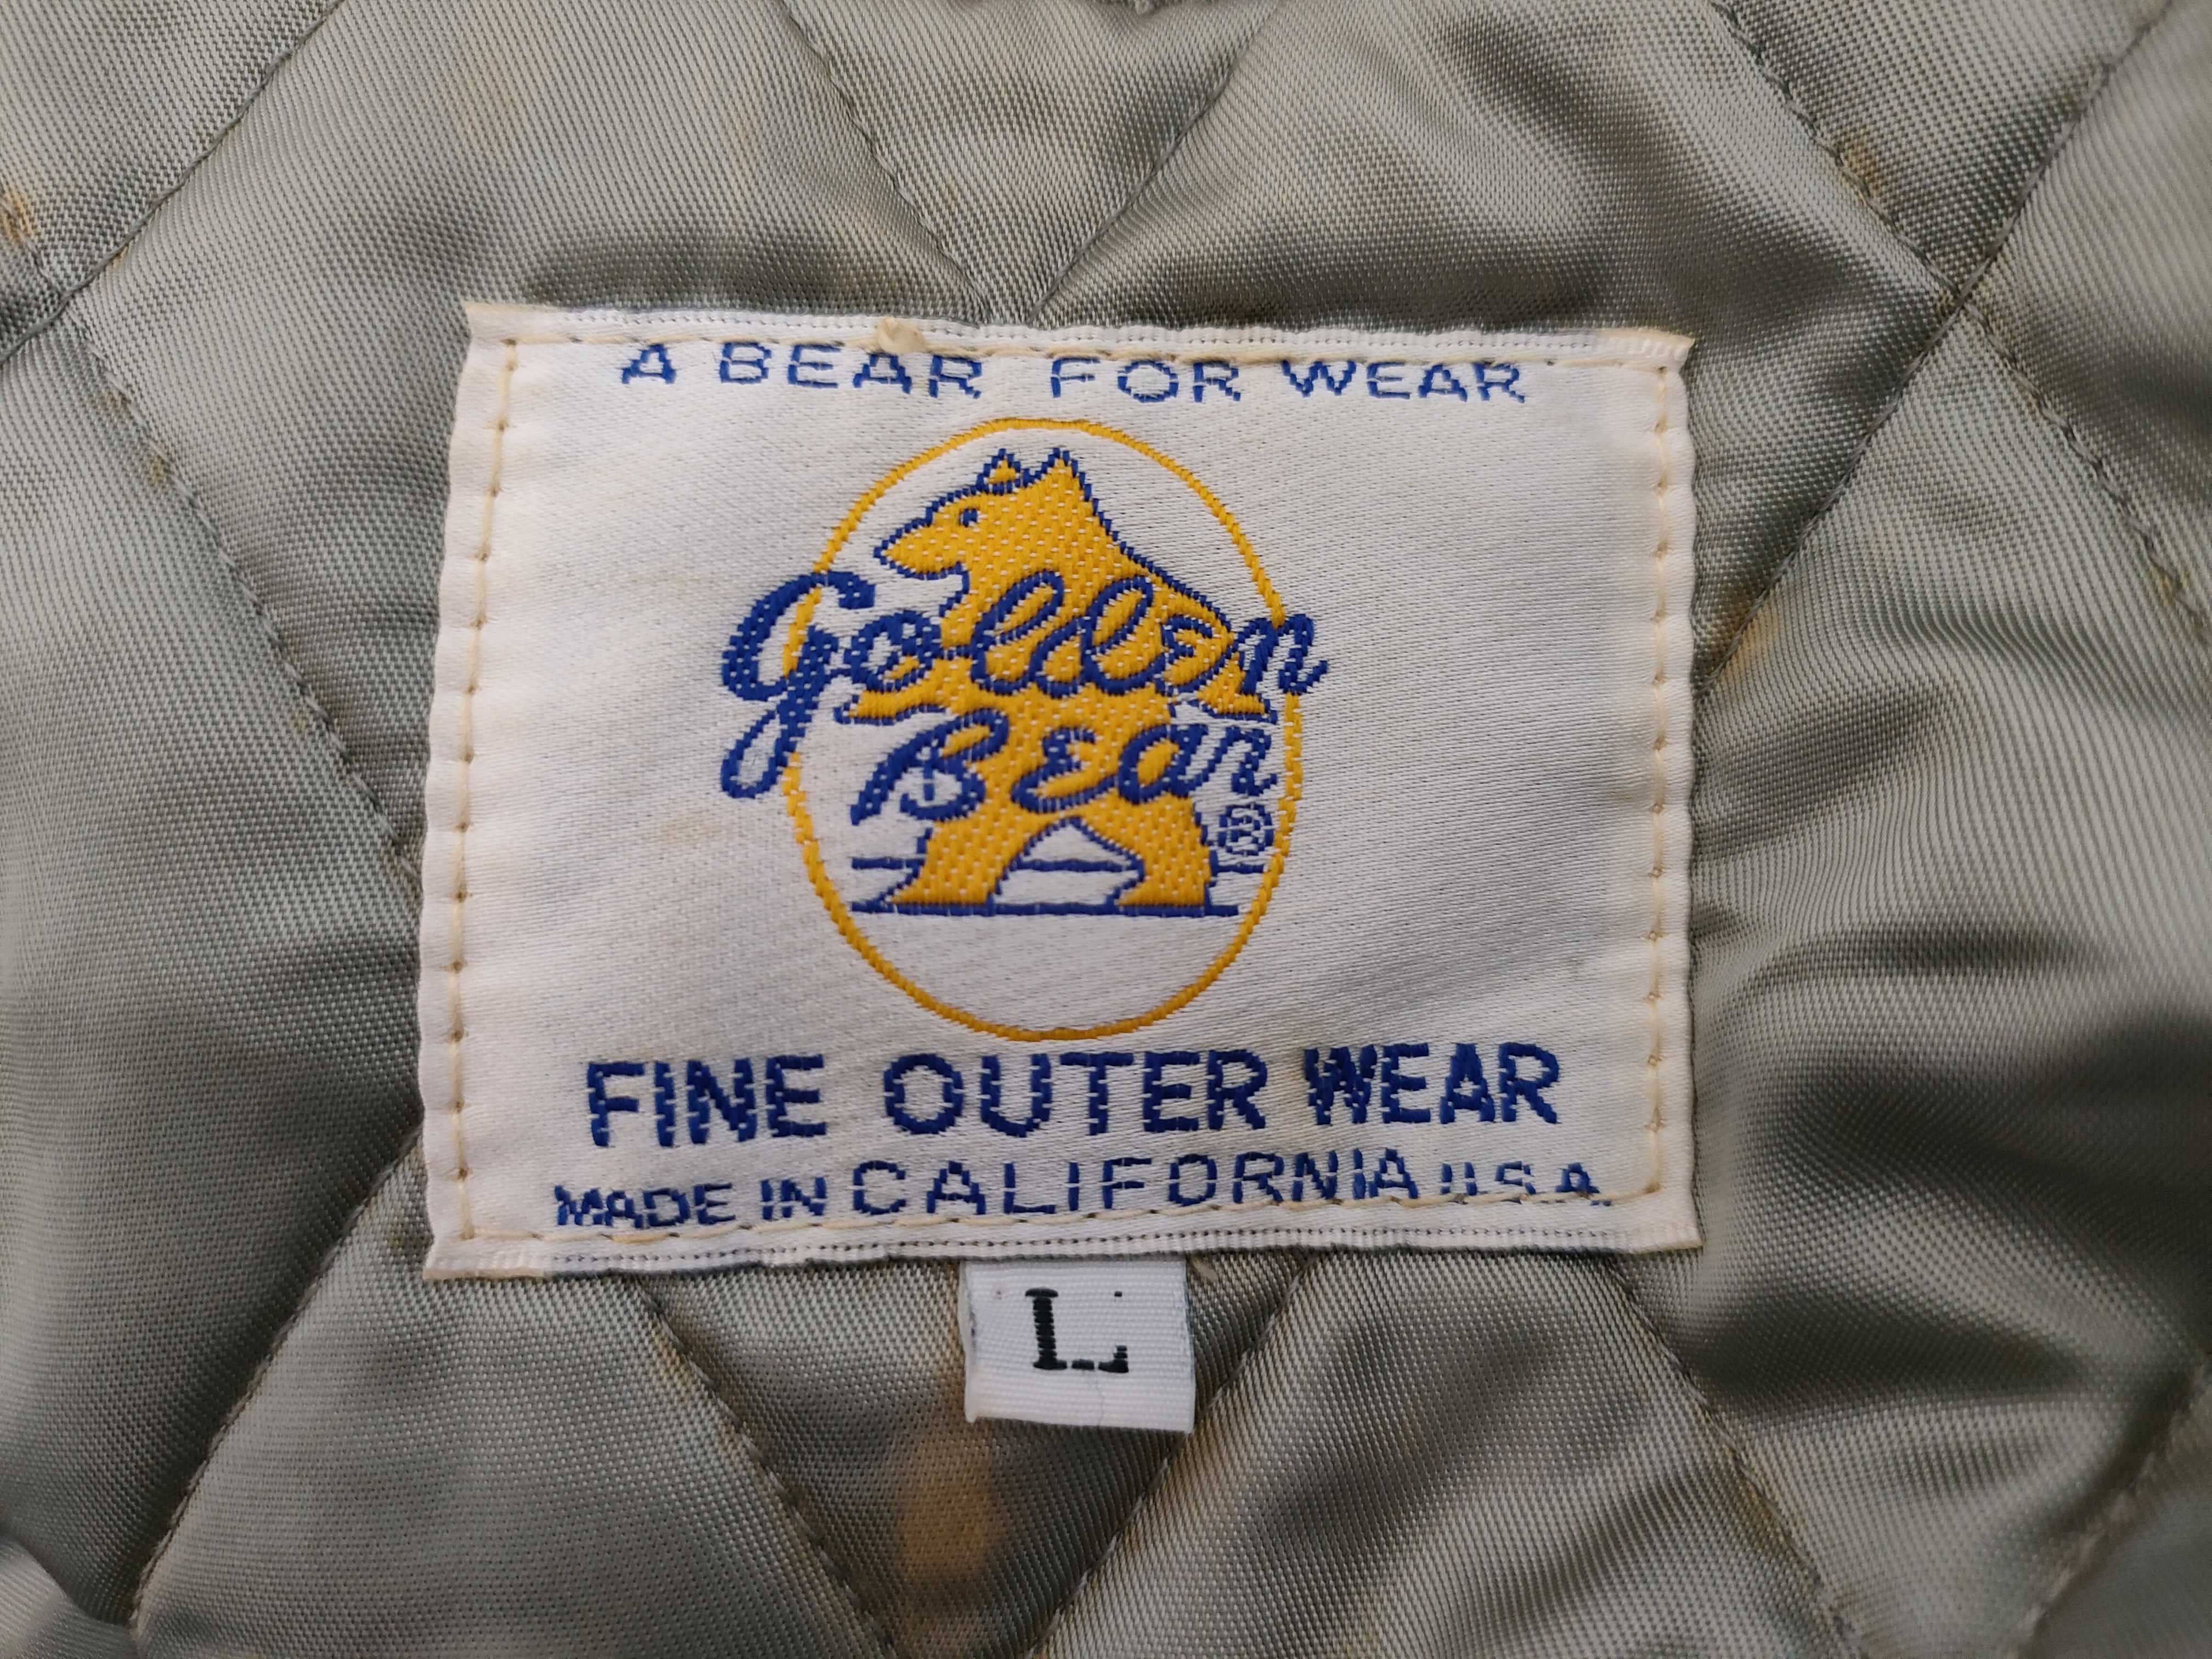 A BEAR FOR WEAR
Golden
Bear
®
FINE OUTER WEAR
MADE IN CALIFORNIA U.S.A.
L